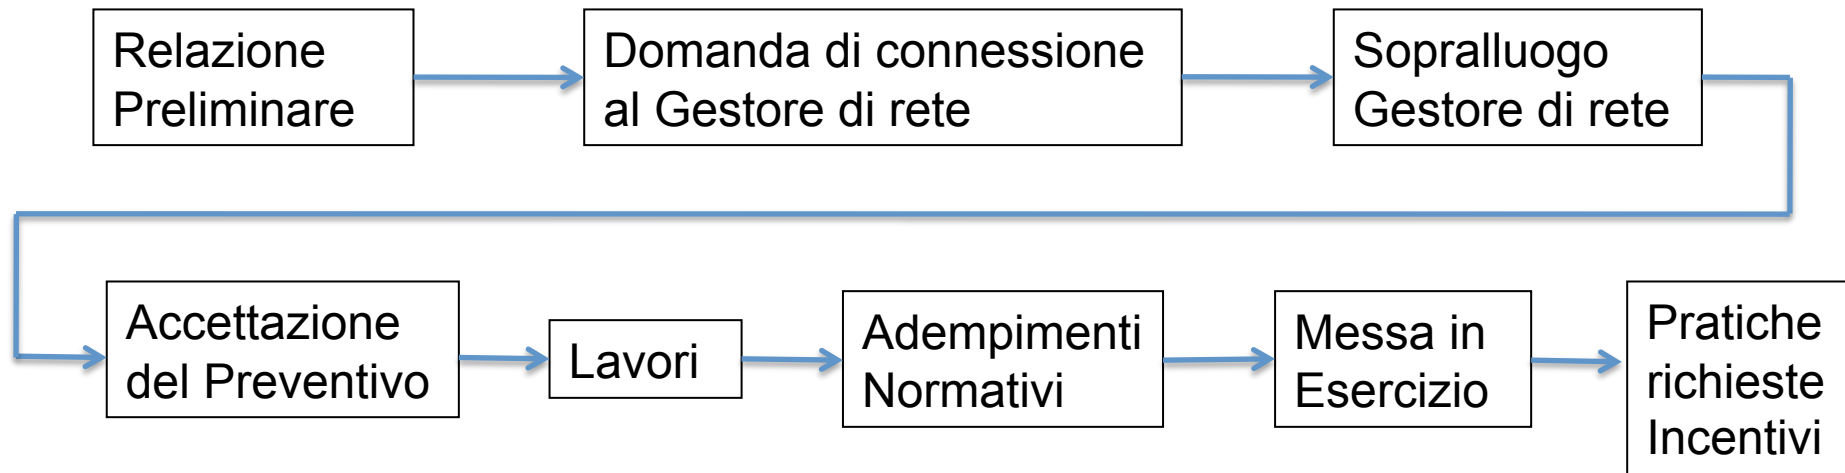 Relazione
Preliminare
Domanda di connessione
al Gestore di rete
Sopralluogo
Gestore di rete
Accettazione
del Preventivo
Lavori
Adempimenti
Normativi
Messa in
Esercizio
Pratiche
richieste
Incentivi